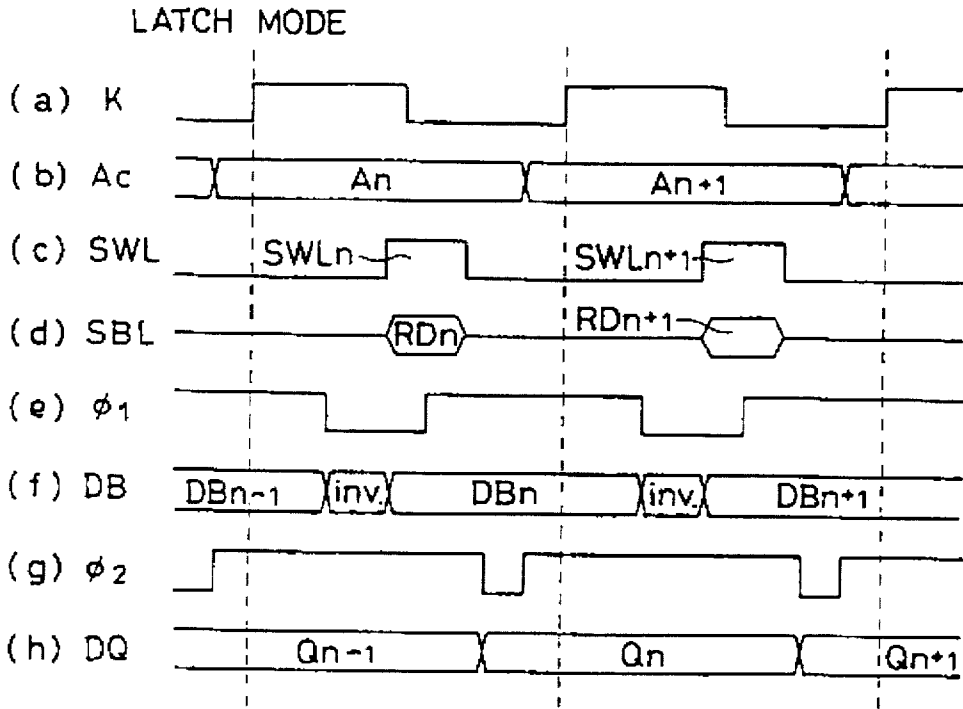 LATCH MODE
(a) K
(b) Ac An An+1
(c) SWL SWLn SWLn+1
(d) SBL RDn RDn+1
(e) φ1
(f) DB DBn-1 inv. DBn inv. DBn+1
(g) φ2
(h) DQ Qn-1 Qn Qn+1